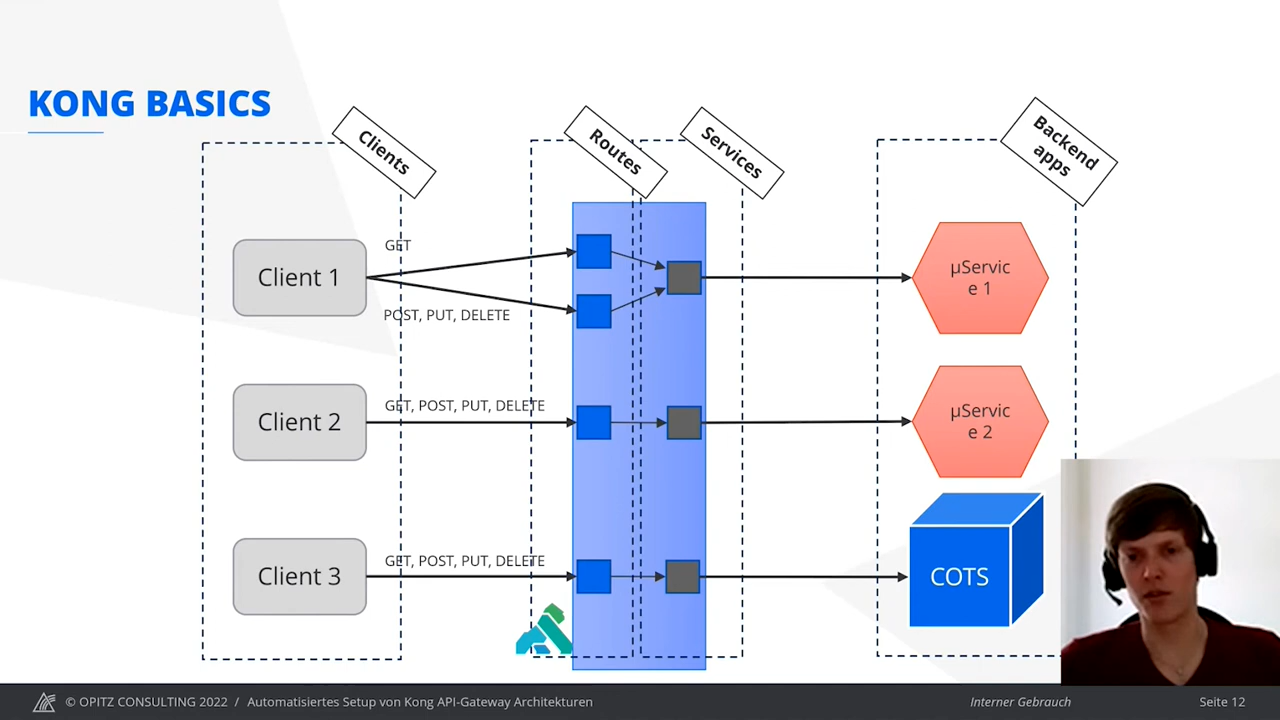 KONG BASICS
Clients
Routes
Services
Backend
apps
GET
Client 1
POST, PUT, DELETE
µServic
e 1
GET, POST, PUT, DELETE
Client 2
µServic
e 2
GET, POST, PUT, DELETE
Client 3
COTS
© OPITZ CONSULTING 2022 / Automatisiertes Setup von Kong API-Gateway Architekturen
Interner Gebrauch
Seite 12